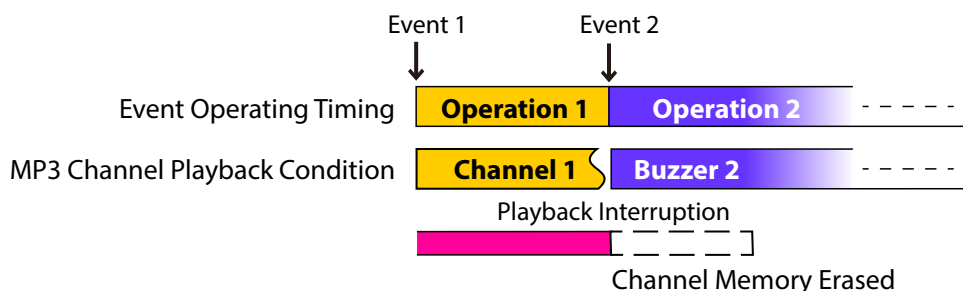 Event 1 Event 2
Event Operating Timing Operation 1 Operation 2
MP3 Channel Playback Condition Channel 1 Buzzer 2
Playback Interruption
Channel Memory Erased